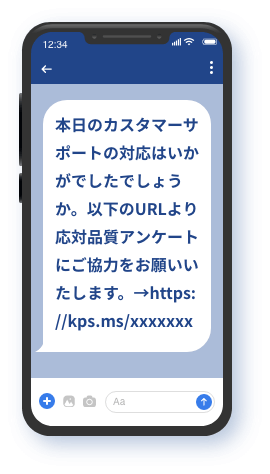 12:34
本日のカスタマーサ
ポートの対応はいか
がでしたでしょう
か。以下のURLより
応対品質アンケート
にご協力をお願いい
たします。→https:
//kps.ms/xxxxxxx
Aa